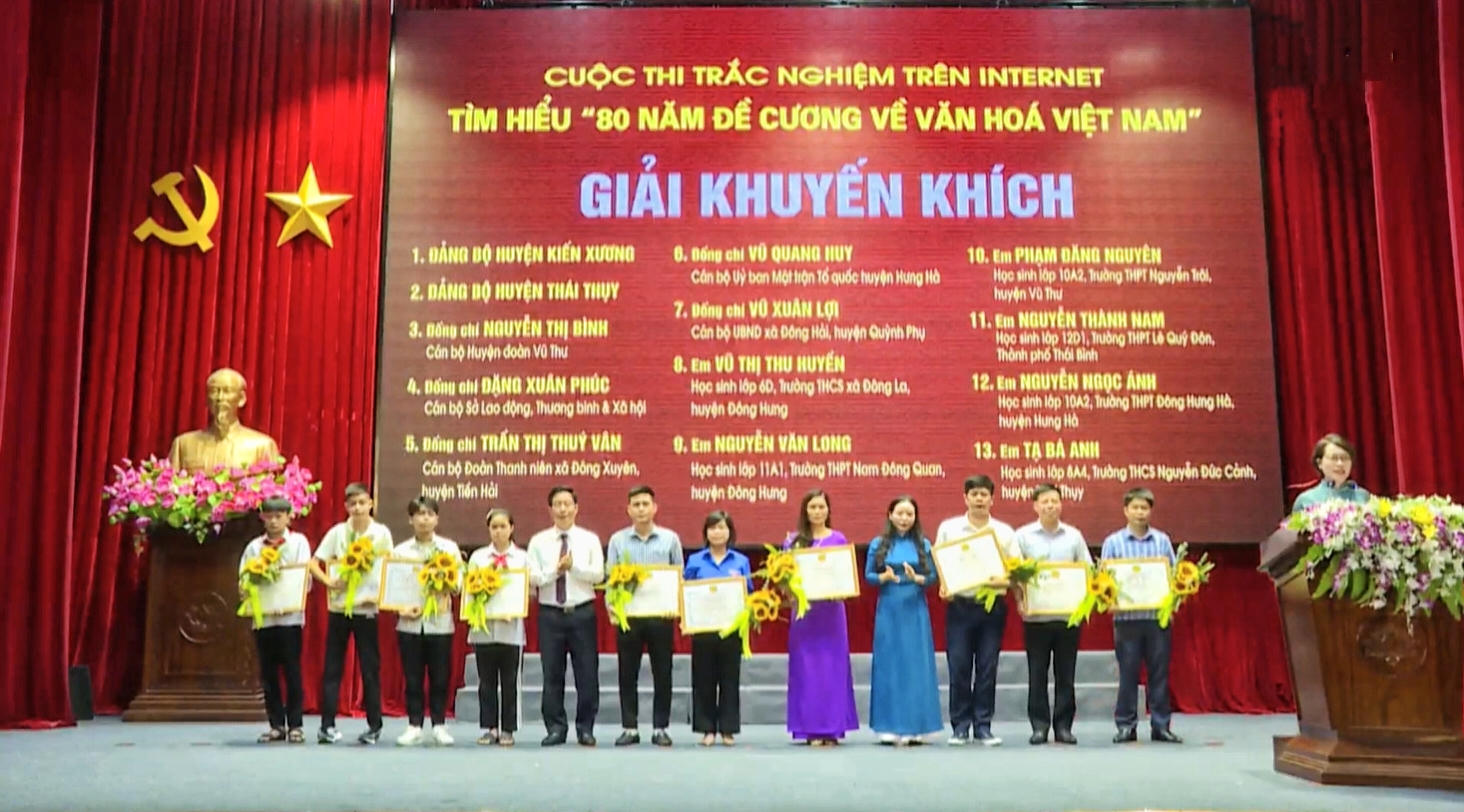 CUỘC THI TRẮC NGHIỆM TRÊN INTERNET
TÌM HIỂU "80 NĂM ĐỀ CƯƠNG VỀ VĂN HOÁ VIỆT NAM"
GIẢI KHUYẾN KHÍCH
1. ĐẢNG BỘ HUYỆN KIẾN XƯƠNG
2. ĐẢNG BỘ HUYỆN THÁI THỤY
3. Đồng chí NGUYỄN THỊ BÌNH
Cán bộ Huyện đoàn Vũ Thư
4. Đồng chí ĐẶNG XUÂN PHÚC
Cán bộ Sở Lao động, Thương binh & Xã hội
5. Đồng chí TRẦN THỊ THUÝ VÂN
Cán bộ Đoàn Thanh niên xã Đông Xuyên,
huyện Tiền Hải
6. Đồng chí VŨ QUANG HUY
Cán bộ Uỷ ban Mặt trận Tổ quốc huyện Hưng Hà
7. Đồng chí VŨ XUÂN LỢI
Cán bộ UBND xã Đông Hải, huyện Quỳnh Phụ
8. Em VŨ THỊ THU HUYỀN
Học sinh lớp 6D, Trường THCS xã Đông La,
huyện Đông Hưng
9. Em NGUYỄN VĂN LONG
Học sinh lớp 11A1, Trường THPT Nam Đông Quan,
huyện Đông Hưng
10. Em PHẠM ĐĂNG NGUYÊN
Học sinh lớp 10A2, Trường THPT Nguyễn Trãi,
huyện Vũ Thư
11. Em NGUYỄN THÀNH NAM
Học sinh lớp 12D1, Trường THPT Lê Quý Đôn,
Thành phố Thái Bình
12. Em NGUYỄN NGỌC ÁNH
Học sinh lớp 10A2, Trường THPT Đông Hưng Hà,
huyện Hưng Hà
13. Em TẠ BÁ ANH
Học sinh lớp 8A4, Trường THCS Nguyễn Đức Cảnh,
Thụy